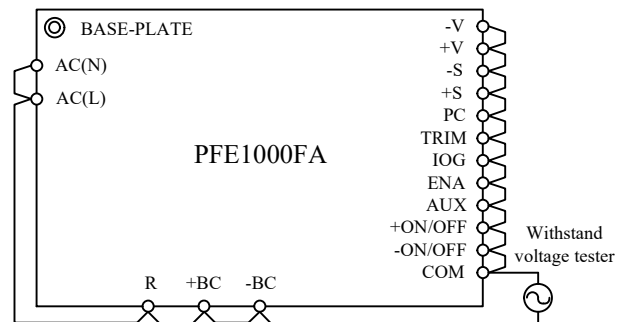 BASE-PLATE
AC(N)
AC(L)
PFE1000FA
-V
+V
-S
+S
PC
TRIM
IOG
ENA
AUX
+ON/OFF
-ON/OFF
COM
R
+BC
-BC
Withstand
voltage tester